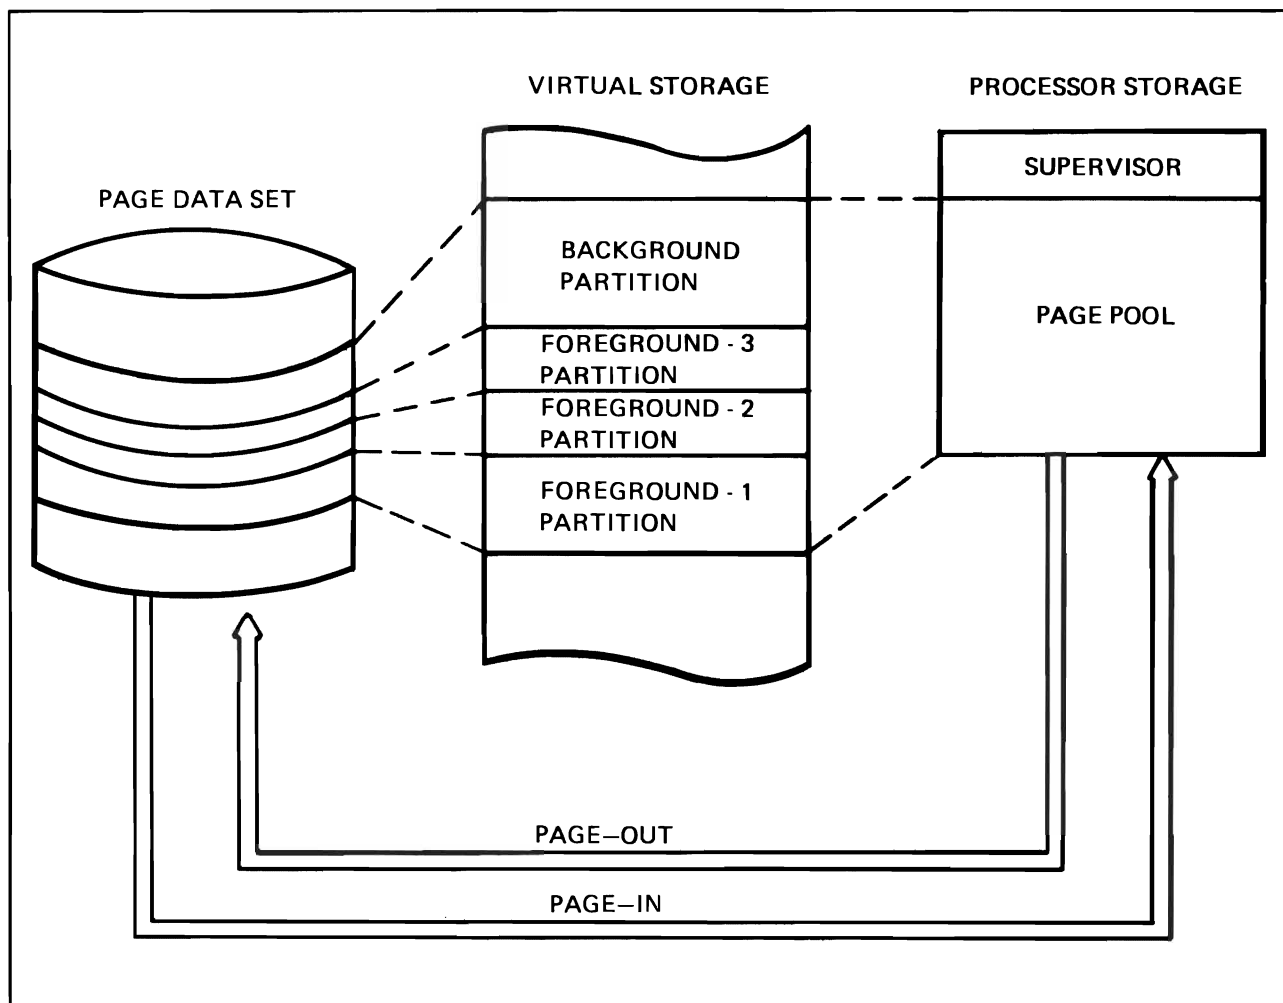 VIRTUAL STORAGE
PROCESSOR STORAGE
PAGE DATA SET
SUPERVISOR
BACKGROUND
PARTITION
PAGE POOL
FOREGROUND - 3
PARTITION
FOREGROUND - 2
PARTITION
FOREGROUND - 1
PARTITION
PAGE—OUT
PAGE—IN